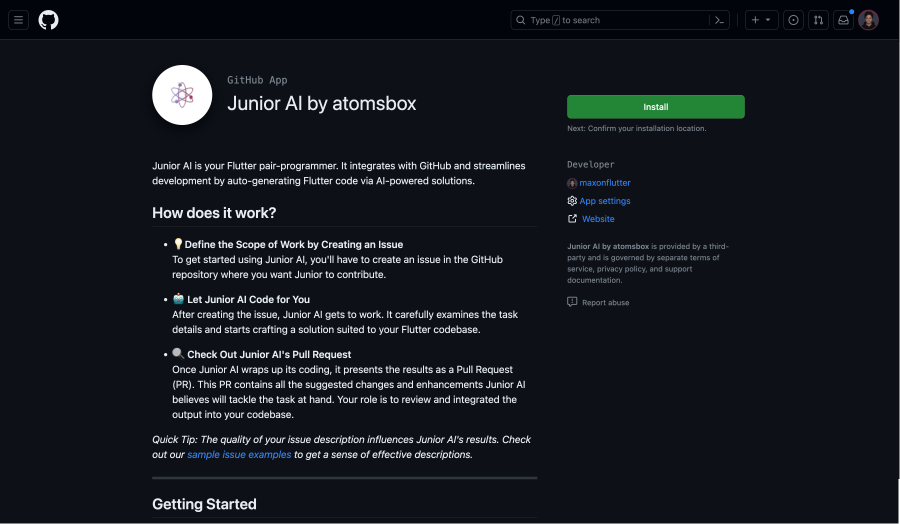 Type / to search
GitHub App
Junior AI by atomsbox
Install
Next: Confirm your installation location.
Junior AI is your Flutter pair-programmer. It integrates with GitHub and streamlines
development by auto-generating Flutter code via AI-powered solutions.
How does it work?
💡Define the Scope of Work by Creating an Issue
To get started using Junior AI, you'll have to create an issue in the GitHub
repository where you want Junior to contribute.
🤖 Let Junior AI Code for You
After creating the issue, Junior AI gets to work. It carefully examines the task
details and starts crafting a solution suited to your Flutter codebase.
🔍 Check Out Junior AI's Pull Request
Once Junior AI wraps up its coding, it presents the results as a Pull Request
(PR). This PR contains all the suggested changes and enhancements Junior AI
believes will tackle the task at hand. Your role is to review and integrated the
output into your codebase.
Quick Tip: The quality of your issue description influences Junior AI's results. Check
out our sample issue examples to get a sense of effective descriptions.
Getting Started
Developer
maxonflutter
App settings
Website
Junior AI by atomsbox is provided by a third-
party and is governed by separate terms of
service, privacy policy, and support
documentation.
Report abuse